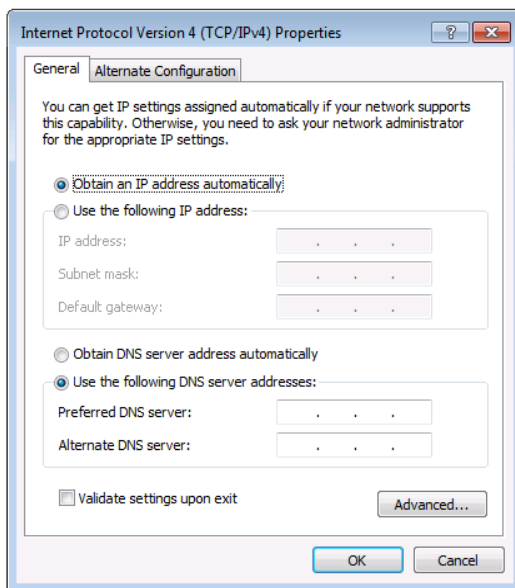 Internet Protocol Version 4 (TCP/IPv4) Properties
General
Alternate Configuration
You can get IP settings assigned automatically if your network supports
this capability. Otherwise, you need to ask your network administrator
for the appropriate IP settings.
Obtain an IP address automatically
Use the following IP address:
IP address:
Subnet mask:
Default gateway:
Obtain DNS server address automatically
Use the following DNS server addresses:
Preferred DNS server:
Alternate DNS server:
Validate settings upon exit
Advanced...
OK
Cancel